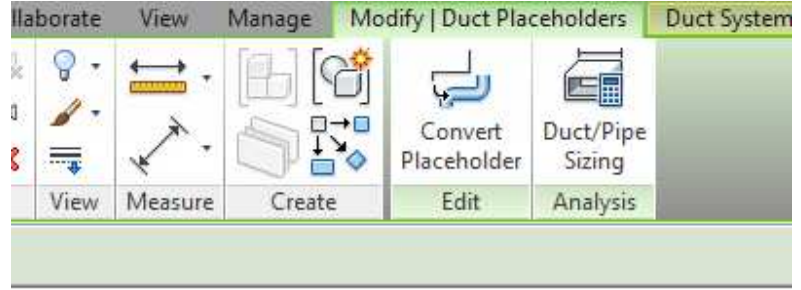 llaborate View Manage Modify | Duct Placeholders Duct System
Convert Placeholder
Duct/Pipe Sizing
View Measure Create Edit Analysis